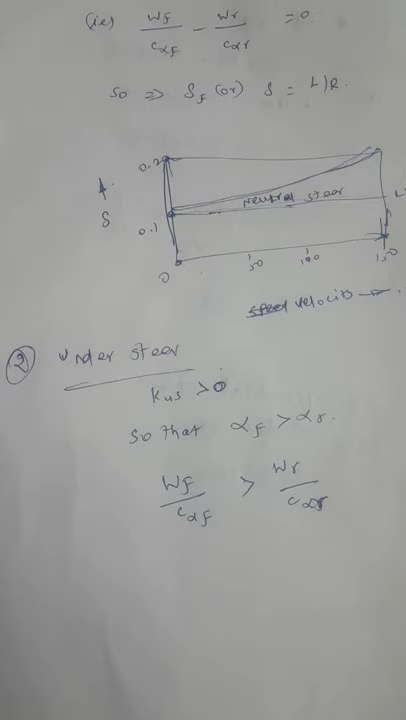 (ie) Wf/Cαf - Wr/Cαr = 0
so ⇒ δf (or) δ = L/R.
0.2
δ
Neutral steer
0.1
0 50 100 150
velocity →
② Under steer
Kus > 0
so that αf > αr.
Wf/Cαf > Wr/Cαr